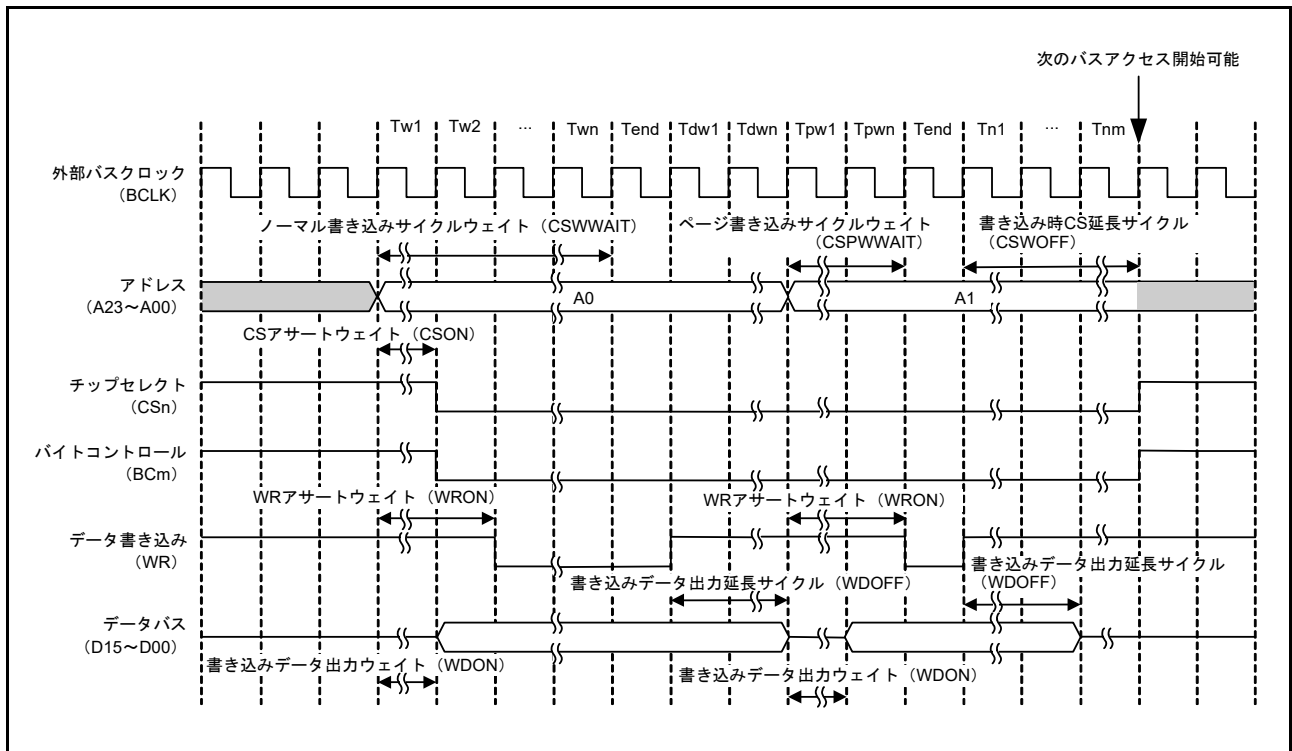 次のバスアクセス開始可能
Tw1 Tw2 ... Twn Tend Tdw1 Tdwn Tpw1 Tpwn Tend Tn1 ... Tnm
外部バスクロック
(BCLK)
ノーマル書き込みサイクルウェイト（CSWWAIT）
ページ書き込みサイクルウェイト
（CSPWWAIT）
書き込み時CS延長サイクル
（CSWOFF）
アドレス
（A23～A00）
A0
A1
CSアサートウェイト（CSON）
チップセレクト
（CSn）
バイトコントロール
（BCm）
WRアサートウェイト（WRON）
WRアサートウェイト（WRON）
データ書き込み
（WR）
書き込みデータ出力延長サイクル（WDOFF）
書き込みデータ出力延長サイクル
（WDOFF）
データバス
（D15～D00）
書き込みデータ出力ウェイト（WDON）
書き込みデータ出力ウェイト（WDON）